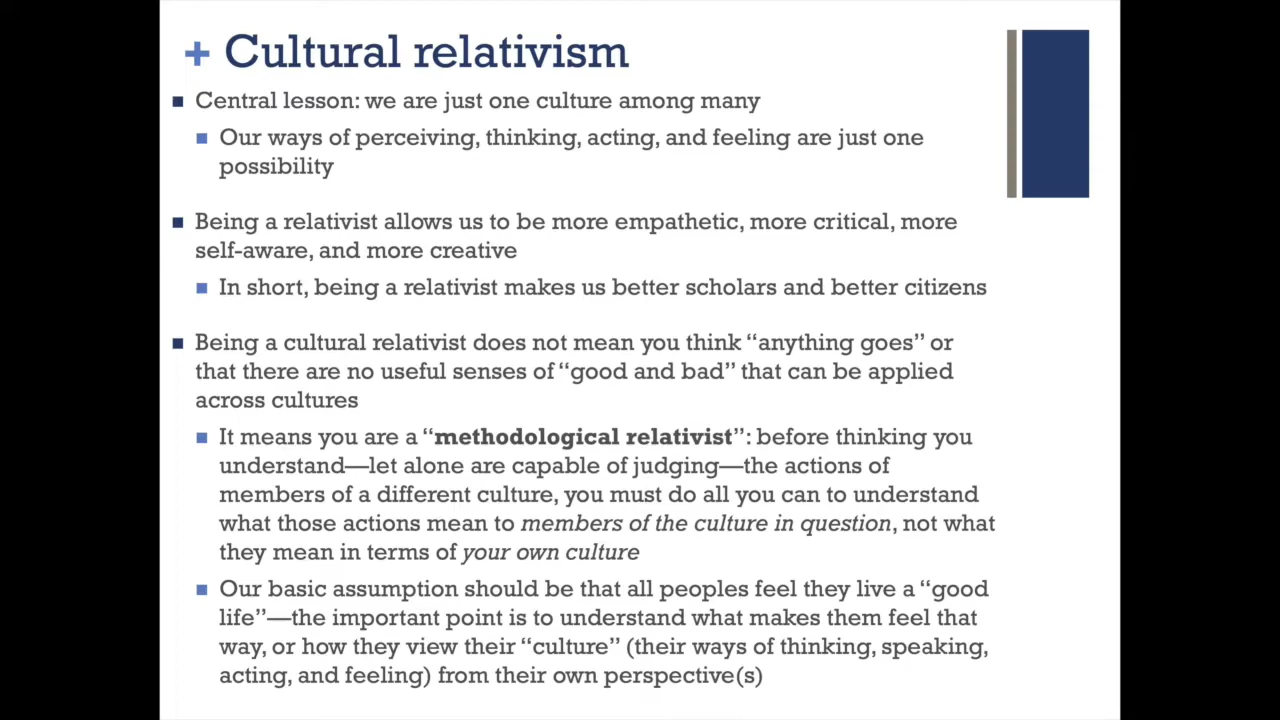 + Cultural relativism
■ Central lesson: we are just one culture among many
■ Our ways of perceiving, thinking, acting, and feeling are just one
possibility
■ Being a relativist allows us to be more empathetic, more critical, more
self-aware, and more creative
■ In short, being a relativist makes us better scholars and better citizens
■ Being a cultural relativist does not mean you think “anything goes” or
that there are no useful senses of “good and bad” that can be applied
across cultures
■ It means you are a “methodological relativist”: before thinking you
understand—let alone are capable of judging—the actions of
members of a different culture, you must do all you can to understand
what those actions mean to members of the culture in question, not what
they mean in terms of your own culture
■ Our basic assumption should be that all peoples feel they live a “good
life”—the important point is to understand what makes them feel that
way, or how they view their “culture” (their ways of thinking, speaking,
acting, and feeling) from their own perspective(s)